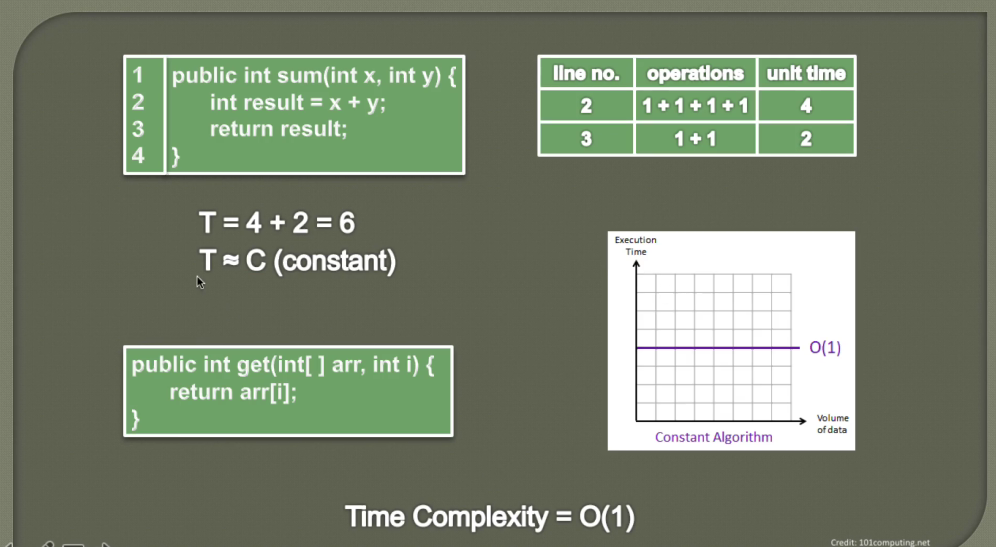 1 public int sum(int x, int y) {
2 int result = x + y;
3 return result;
4 }
line no. operations unit time
2 1 + 1 + 1 + 1 4
3 1 + 1 2
T = 4 + 2 = 6
T ≈ C (constant)
Execution
Time
O(1)
Volume
of data
Constant Algorithm
public int get(int[ ] arr, int i) {
return arr[i];
}
Time Complexity = O(1)
Credit: 101computing.net